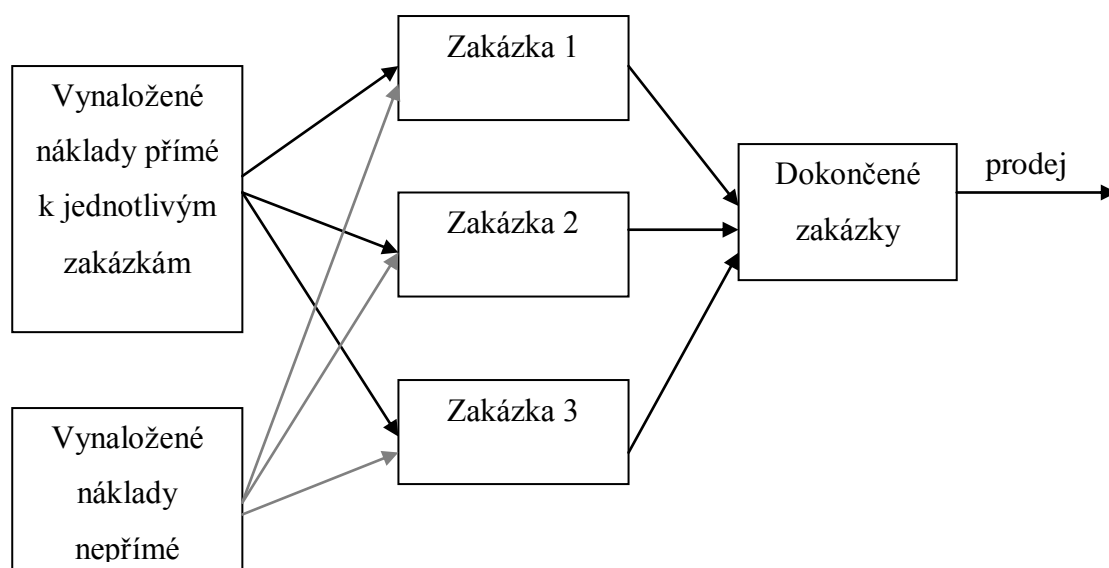 Vynaložené
náklady přímé
k jednotlivým
zakázkám
Vynaložené
náklady
nepřímé
Zakázka 1
Zakázka 2
Zakázka 3
Dokončené
zakázky
prodej